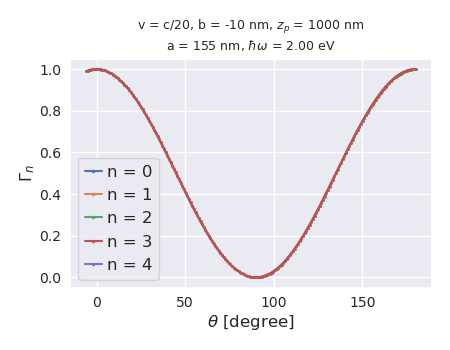 v = c/20, b = -10 nm, z_p = 1000 nm
a = 155 nm, ℏω = 2.00 eV
1.0
0.8
0.6
0.4
0.2
0.0
Γ_n
n = 0
n = 1
n = 2
n = 3
n = 4
0 50 100 150
θ [degree]